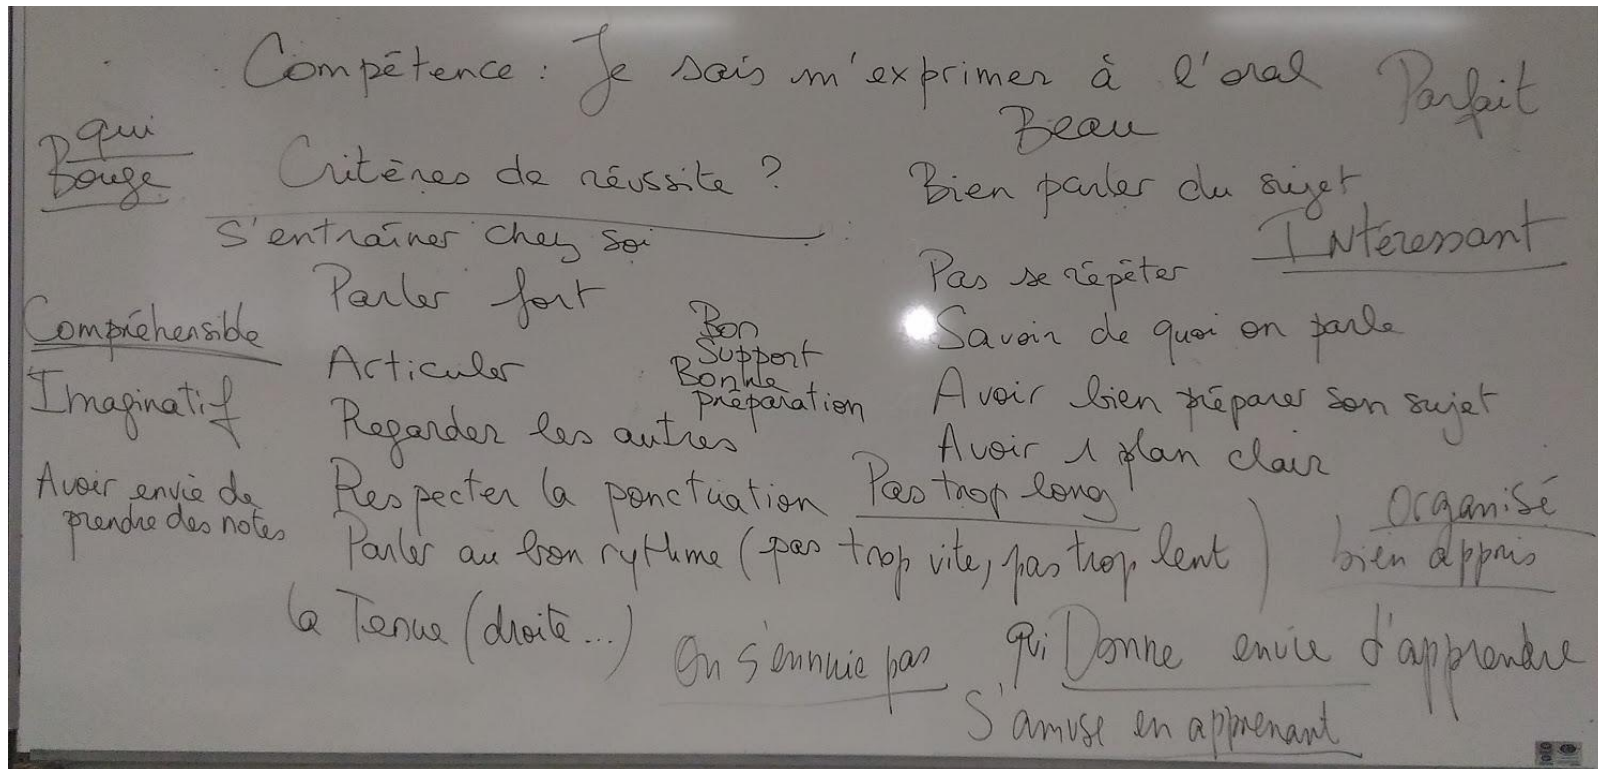 Compétence : Je sais m'exprimer à l'oral
Parfait
Beau
qui
Bouge
Critères de réussite ?
Bien parler du sujet
S'entraîner chez soi
Intéressant
Pas se répéter
Parler fort
Compréhensible
Bon
Support
Bonne
préparation
Savoir de quoi on parle
Articuler
Imaginatif
Avoir bien préparer son sujet
Regarder les autres
Avoir 1 plan clair
Avoir envie de
prendre des notes
Respecter la ponctuation
Pas trop long
organisé
Parler au bon rythme (pas trop vite, pas trop lent)
bien appris
la Tenue (droite...)
On s'ennuie pas
qui Donne envie d'apprendre
S'amuse en apprenant